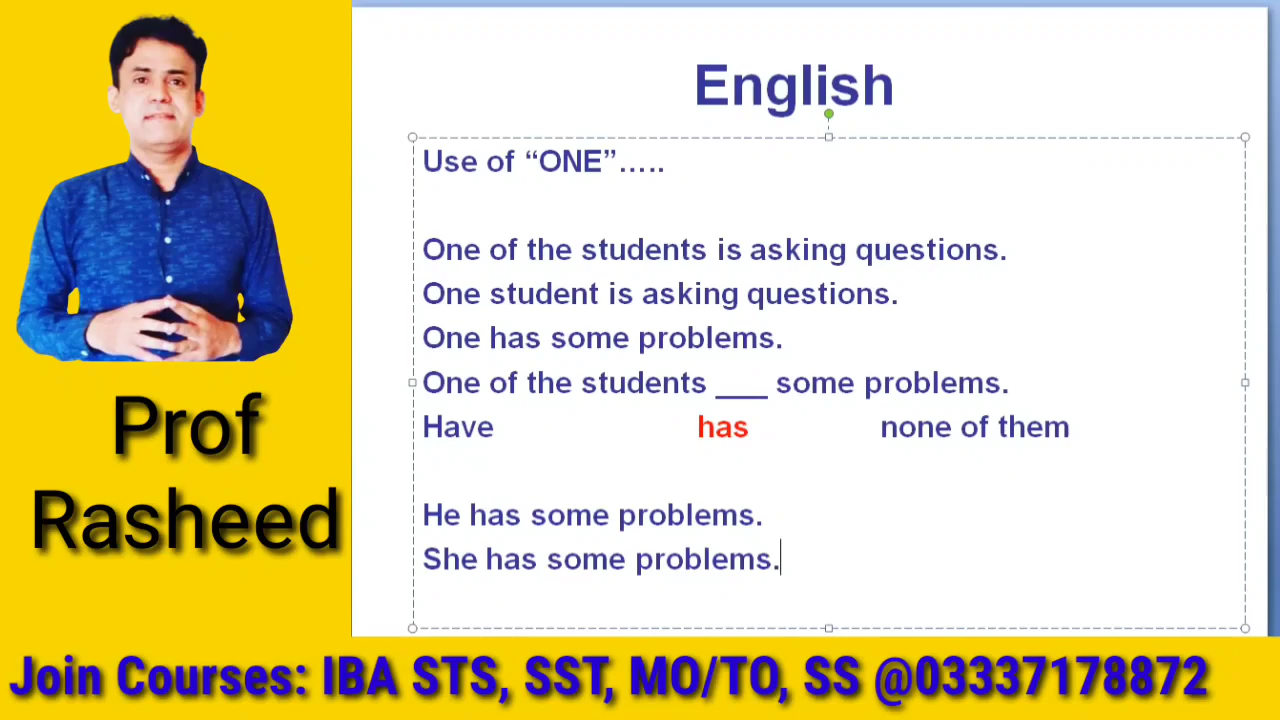 English
Use of “ONE”.....
One of the students is asking questions.
One student is asking questions.
One has some problems.
One of the students ___ some problems.
Have has none of them
He has some problems.
She has some problems.
Prof
Rasheed
Join Courses: IBA STS, SST, MO/TO, SS @03337178872